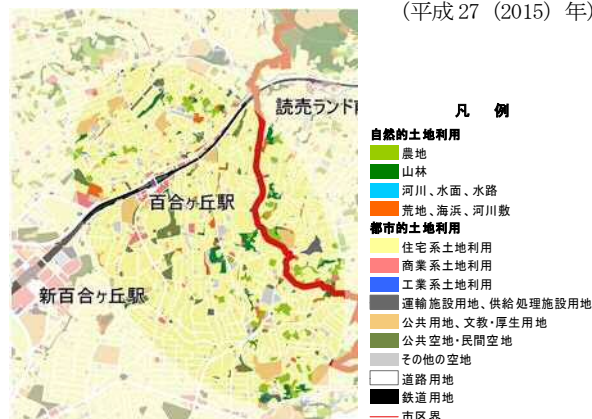 (平成 27 (2015) 年)
読売ランド前
百合ヶ丘駅
新百合ヶ丘駅
凡 例
自然的土地利用
農地
山林
河川、水面、水路
荒地、海浜、河川敷
都市的土地利用
住宅系土地利用
商業系土地利用
工業系土地利用
運輸施設用地、供給処理施設用地
公共用地、文教・厚生用地
公共空地・民間空地
その他の空地
道路用地
鉄道用地
市区界